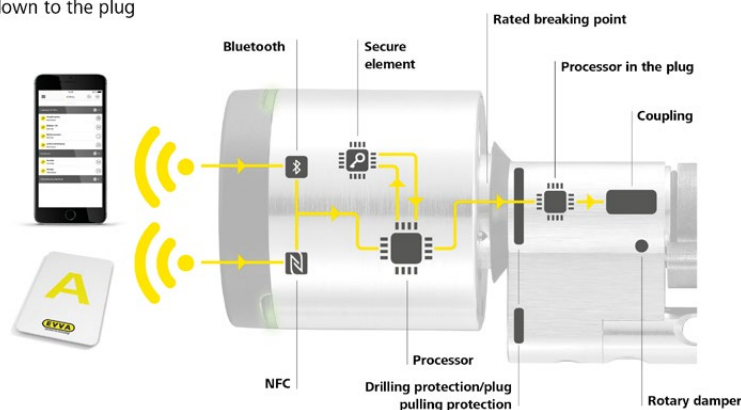 down to the plug
Rated breaking point
Bluetooth
Secure
element
Processor in the plug
Coupling
A
EVVA
Processor
NFC
Drilling protection/plug
pulling protection
Rotary damper